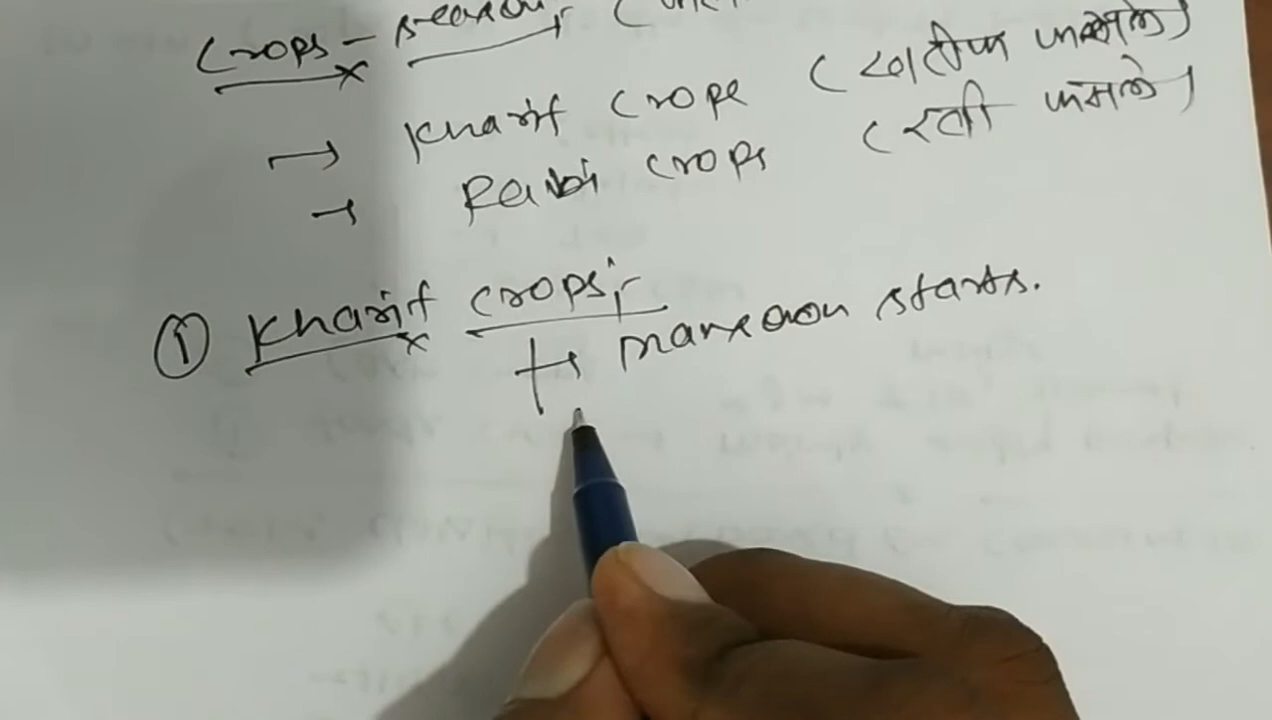 Crops - season
→ Kharif Crops (खरीफ फसले)
→ Rabi Crops (रबी फसले)
① Kharif Crops:-
→ monsoon starts.